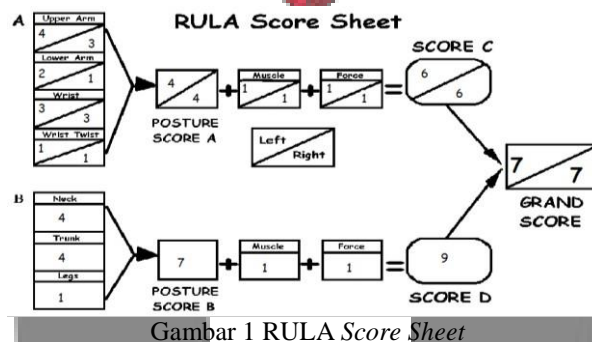 A
RULA Score Sheet
Upper Arm
4 3
Lower Arm
2 1
Wrist
3 3
Wrist Twist
1 1
4 4
POSTURE
SCORE A
+
Muscle
1 1
+
Force
1 1
=
SCORE C
6 6
Left
Right
7 7
GRAND
SCORE
B
Neck
4
Trunk
4
Legs
1
7
POSTURE
SCORE B
+
Muscle
1
+
Force
1
=
9
SCORE D
Gambar 1 RULA Score Sheet